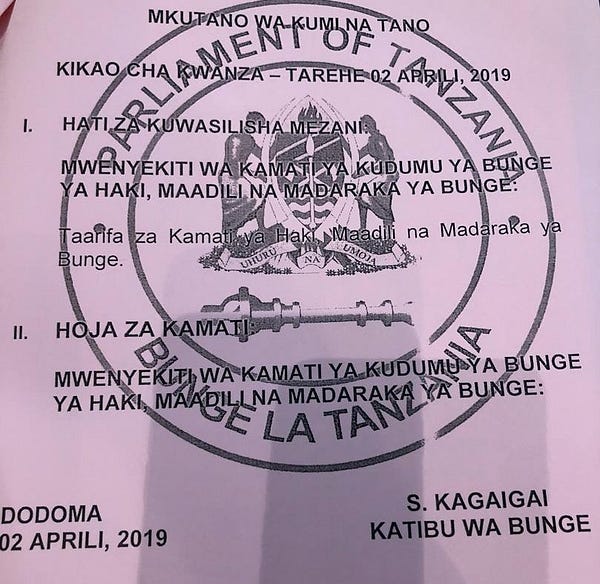 MKUTANO WA KUMI NA TANO
KIKAO CHA KWANZA – TAREHE 02 APRILI, 2019
PARLIAMENT OF TANZANIA
I. HATI ZA KUWASILISHA MEZANI:
MWENYEKITI WA KAMATI YA KUDUMU YA BUNGE
YA HAKI, MAADILI NA MADARAKA YA BUNGE:
Taarifa za Kamati ya Haki, Maadili na Madaraka ya
Bunge.
UHURU NA UMOJA
II. HOJA ZA KAMATI:
MWENYEKITI WA KAMATI YA KUDUMU YA BUNGE
YA HAKI, MAADILI NA MADARAKA YA BUNGE:
BUNGE LA TANZANIA
DODOMA
02 APRILI, 2019
S. KAGAIGAI
KATIBU WA BUNGE